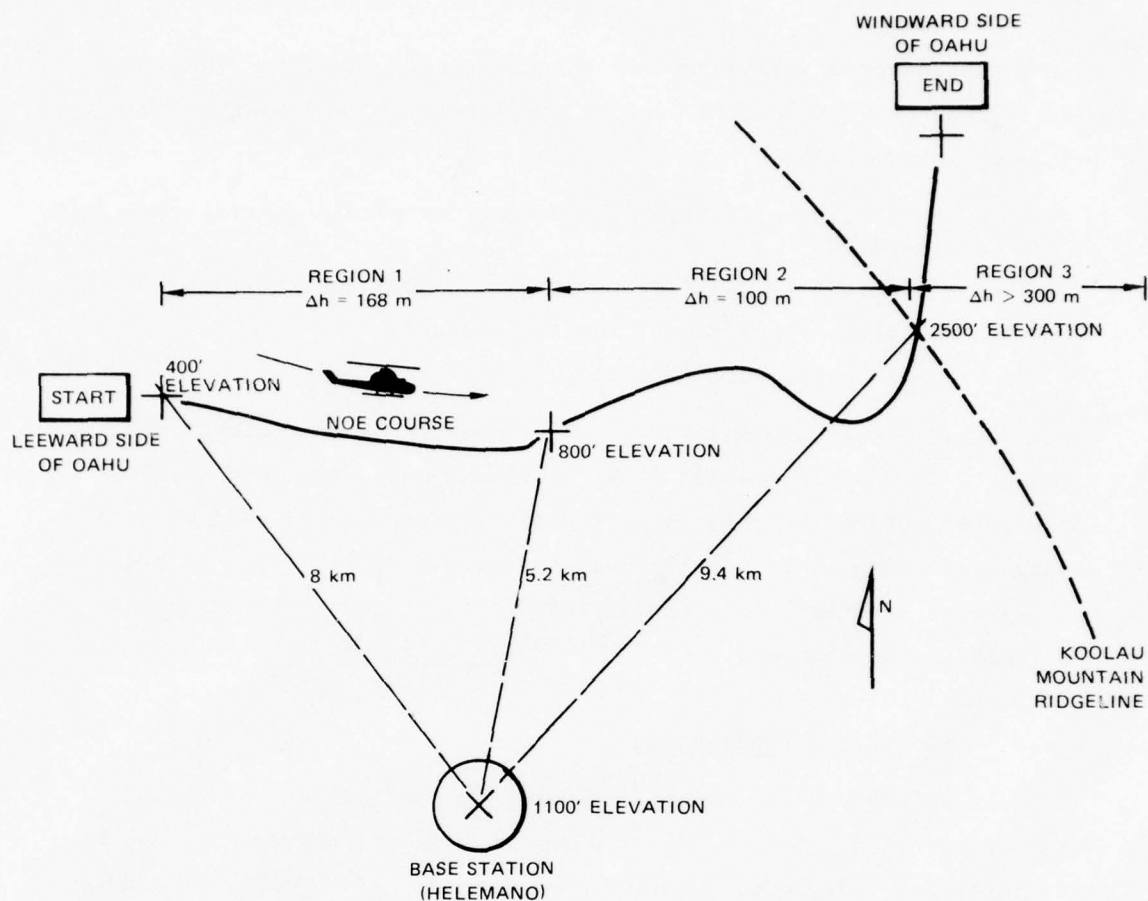 WINDWARD SIDE
OF OAHU
END
REGION 1
Δh = 168 m
REGION 2
Δh = 100 m
REGION 3
Δh > 300 m
2500' ELEVATION
400'
ELEVATION
START
LEEWARD SIDE
OF OAHU
NOE COURSE
800' ELEVATION
8 km
5.2 km
9.4 km
N
KOOLAU
MOUNTAIN
RIDGELINE
1100' ELEVATION
BASE STATION
(HELEMANO)